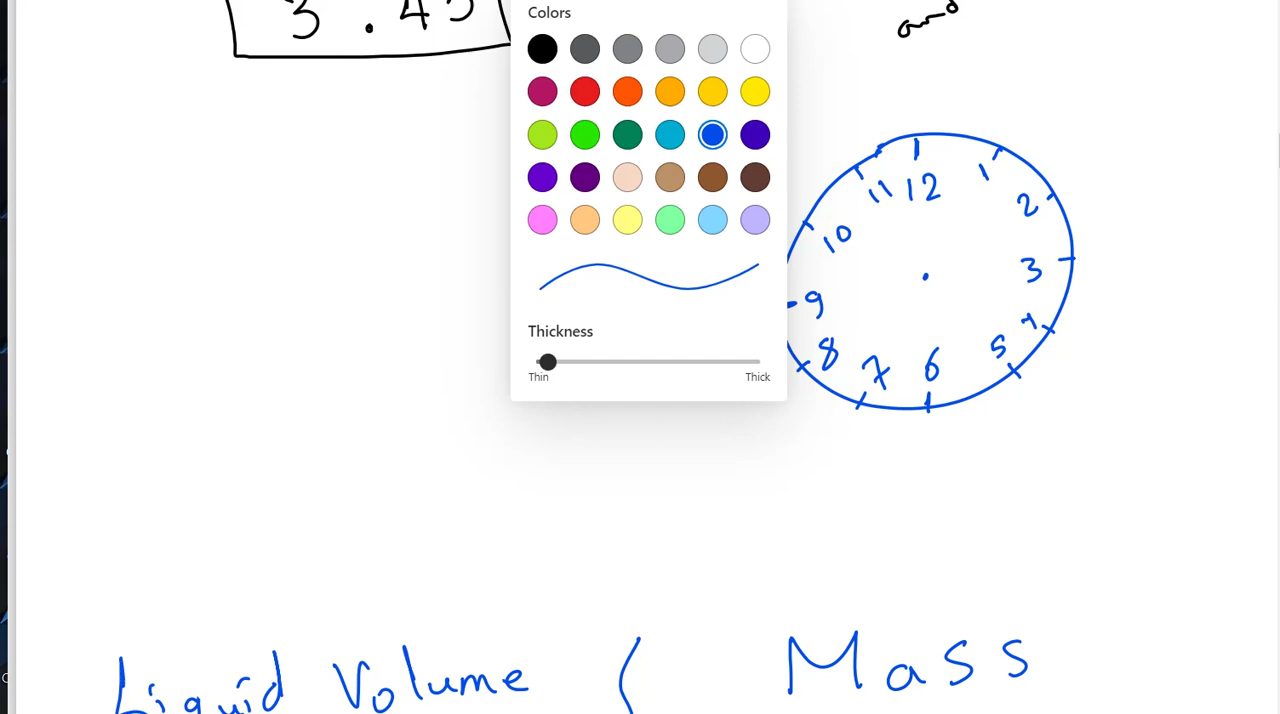 3.45
and
Colors
11 12 1
10 2
9 3
8 4
7 6 5
Thickness
Thin Thick
Liquid Volume ( Mass